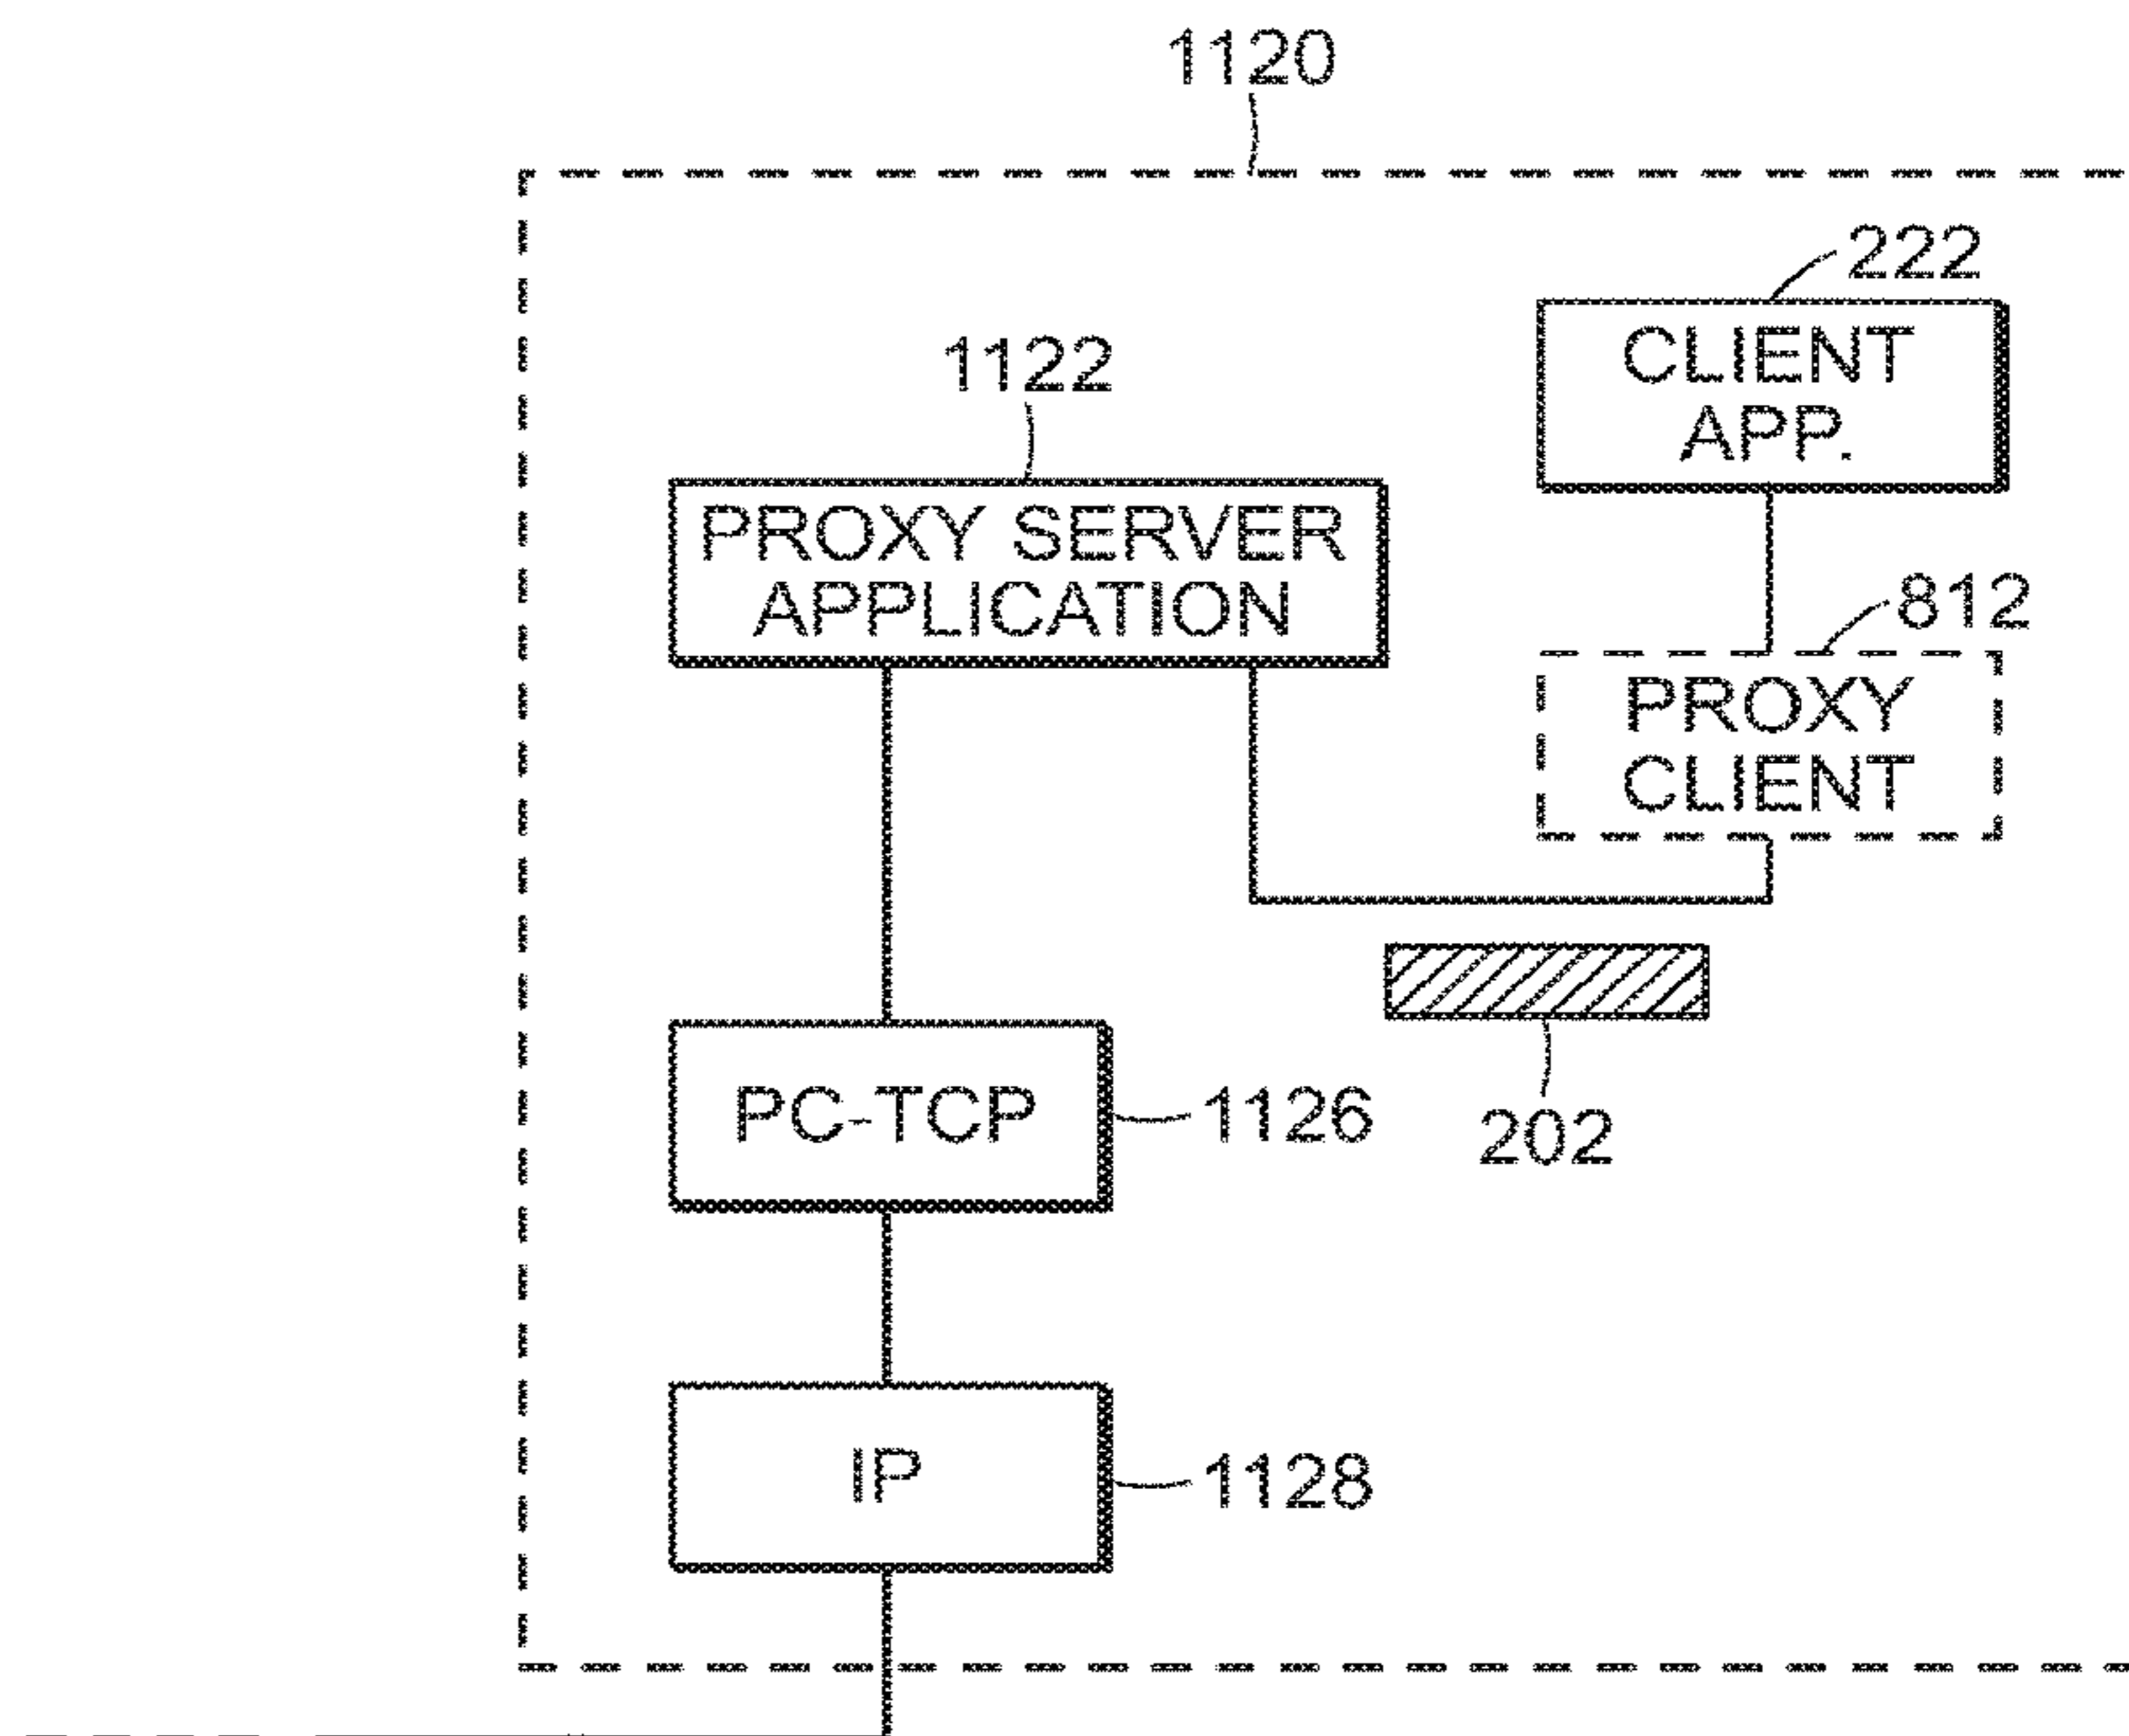 1120
222
CLIENT
APP.
1122
PROXY SERVER
APPLICATION
812
PROXY
CLIENT
PC-TCP
1126
202
IP
1128